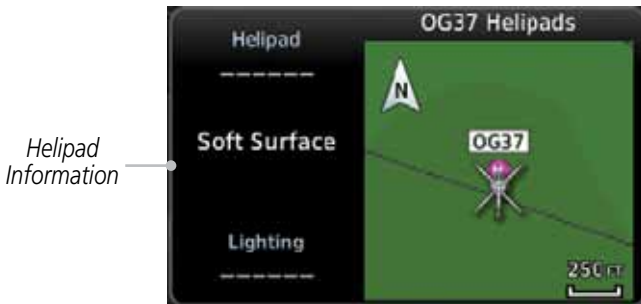 Helipad
Information
Helipad
------
Soft Surface
Lighting
------
OG37 Helipads
N
OG37
H
250 FT